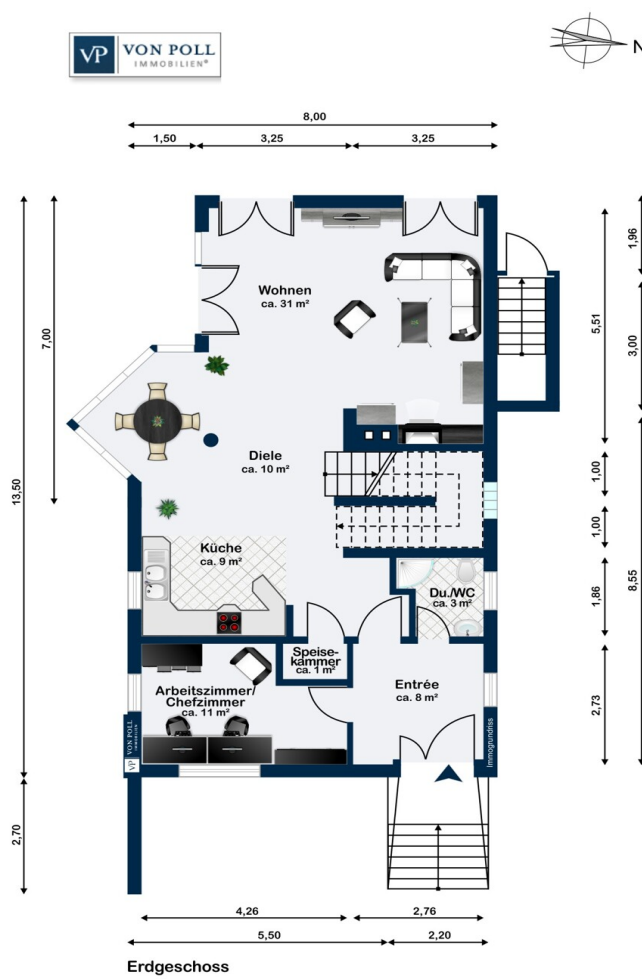 VP VON POLL
IMMOBILIEN®
N
8,00
1,50
3,25
3,25
13,50
7,00
2,70
Wohnen
ca. 31 m²
Diele
ca. 10 m²
Küche
ca. 9 m²
Du./WC
ca. 3 m²
Speise-
kammer
ca. 1 m²
Arbeitszimmer/
Chefzimmer
ca. 11 m²
Entrée
ca. 8 m²
VP VON POLL
IMMOBILIEN
Immogrundriss
5,51
1,00
1,00
1,86
2,73
1,96
3,00
8,55
4,26
2,76
5,50
2,20
Erdgeschoss